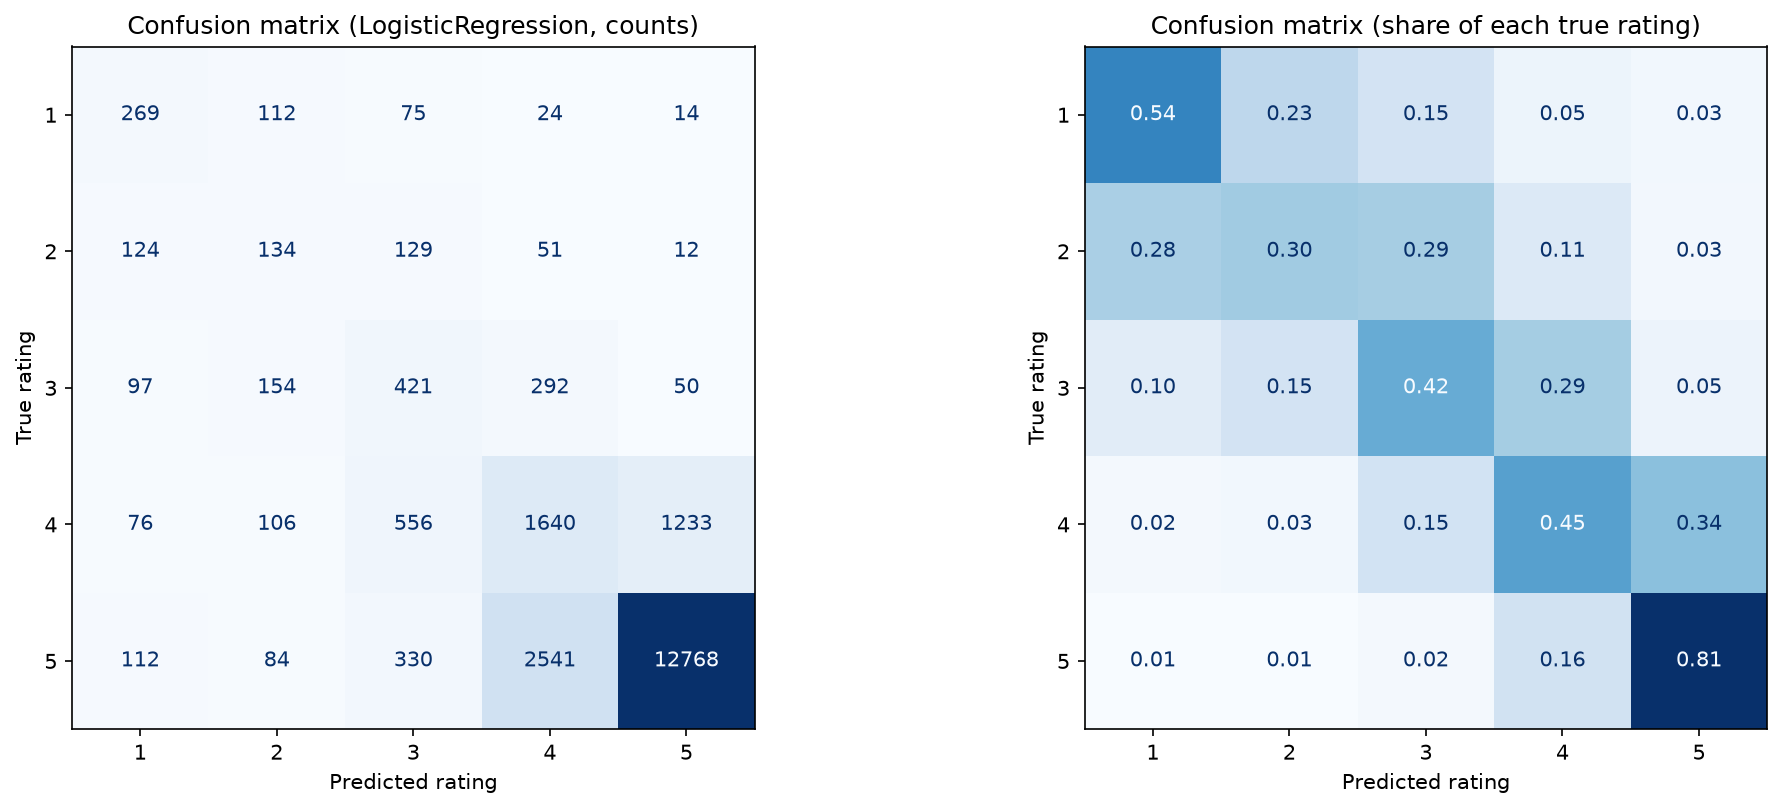 Confusion matrix (LogisticRegression, counts)
True rating
1 269 112 75 24 14
2 124 134 129 51 12
3 97 154 421 292 50
4 76 106 556 1640 1233
5 112 84 330 2541 12768
1 2 3 4 5
Predicted rating
Confusion matrix (share of each true rating)
True rating
1 0.54 0.23 0.15 0.05 0.03
2 0.28 0.30 0.29 0.11 0.03
3 0.10 0.15 0.42 0.29 0.05
4 0.02 0.03 0.15 0.45 0.34
5 0.01 0.01 0.02 0.16 0.81
1 2 3 4 5
Predicted rating